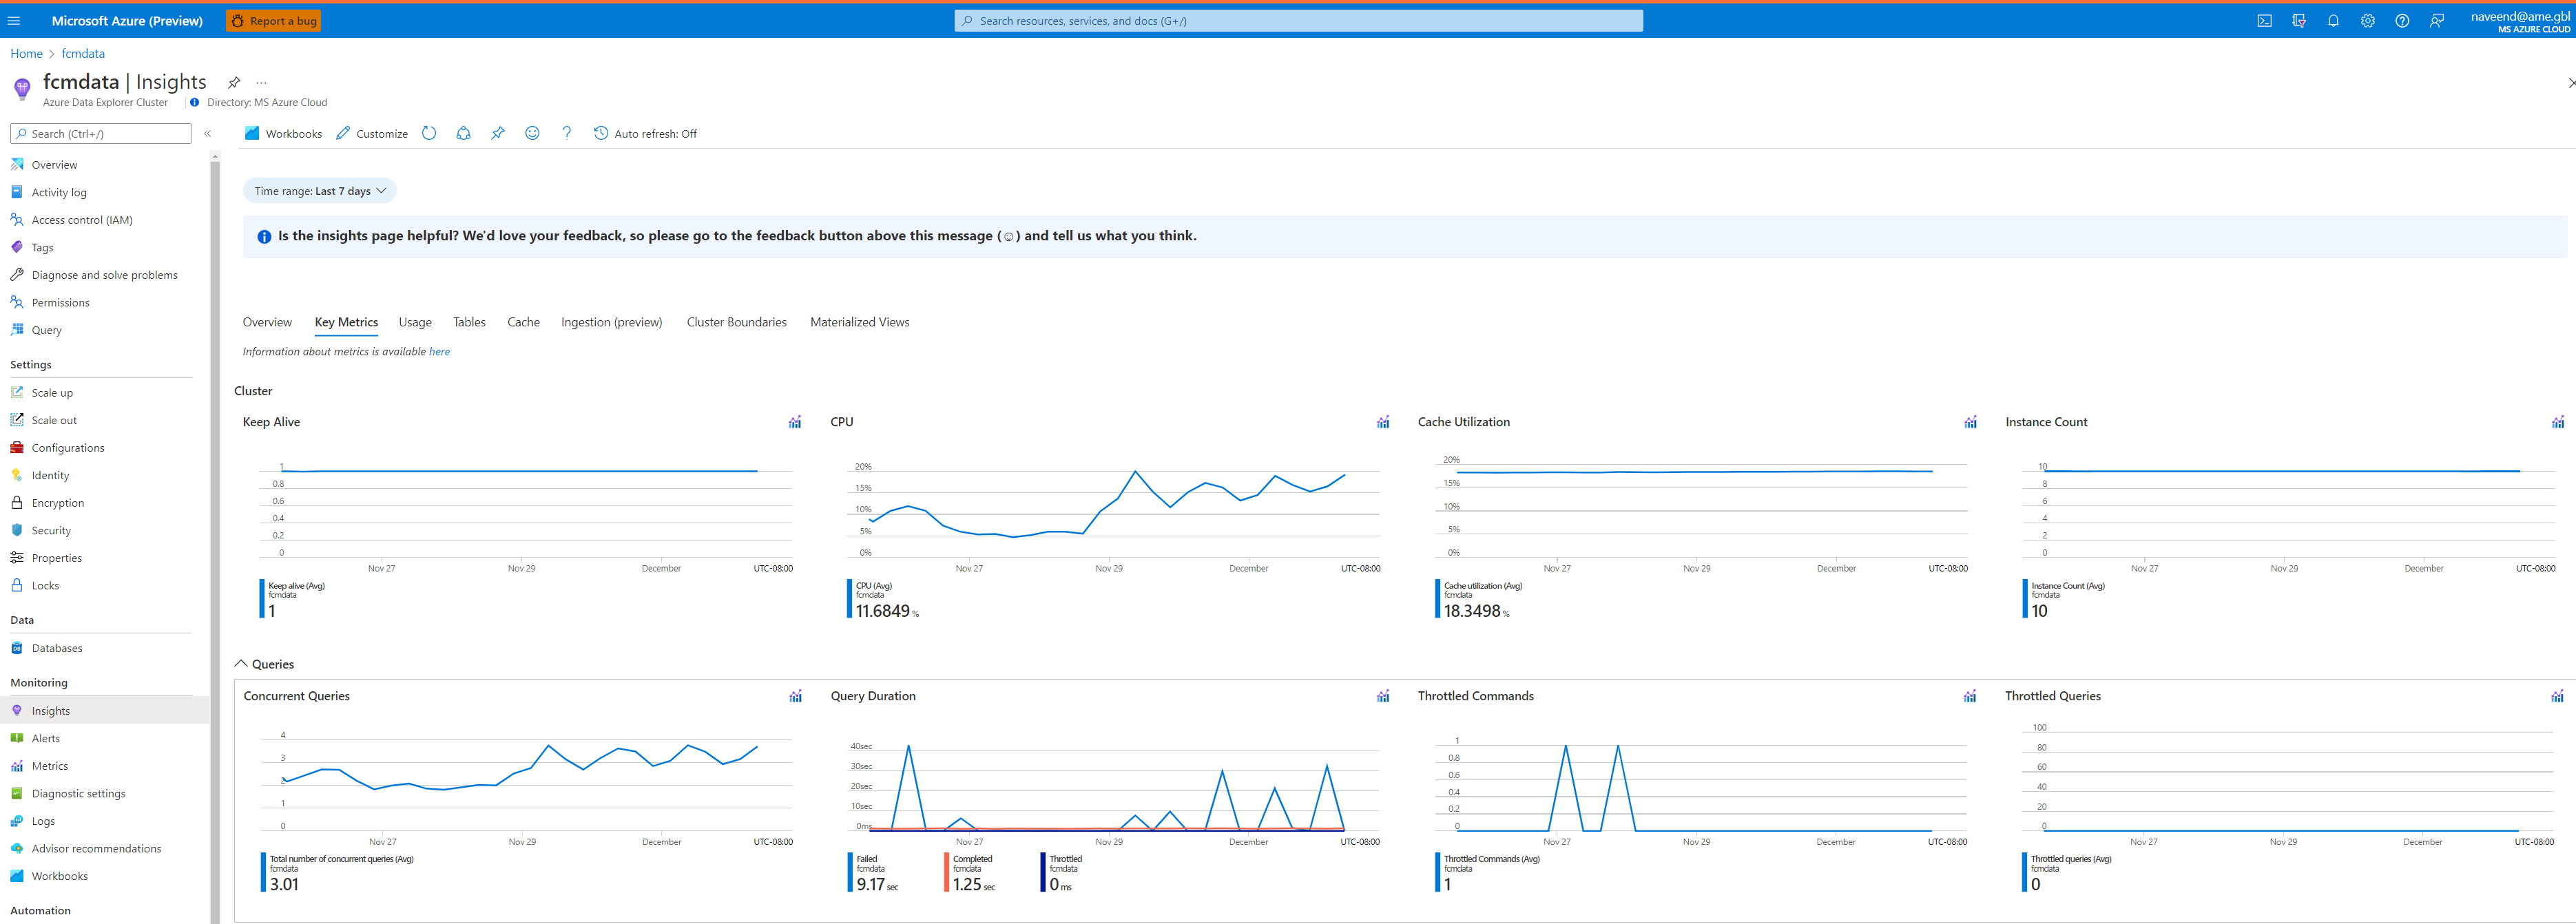 Microsoft Azure (Preview)
Report a bug
Search resources, services, and docs (G+/)
naveend@ame.gbl
MS AZURE CLOUD
Home > fcmdata
fcmdata | Insights
Azure Data Explorer Cluster
Directory: MS Azure Cloud
Search (Ctrl+/)
Overview
Activity log
Access control (IAM)
Tags
Diagnose and solve problems
Permissions
Query
Settings
Scale up
Scale out
Configurations
Identity
Encryption
Security
Properties
Locks
Data
Databases
Monitoring
Insights
Alerts
Metrics
Diagnostic settings
Logs
Advisor recommendations
Workbooks
Automation
Workbooks
Customize
Auto refresh: Off
Time range: Last 7 days
Is the insights page helpful? We'd love your feedback, so please go to the feedback button above this message (☺) and tell us what you think.
Overview Key Metrics Usage Tables Cache Ingestion (preview) Cluster Boundaries Materialized Views
Information about metrics is available here
Cluster
Keep Alive
1
0.8
0.6
0.4
0.2
0
Nov 27 Nov 29 December UTC-08:00
Keep alive (Avg)
fcmdata
1
CPU
20%
15%
10%
5%
0%
Nov 27 Nov 29 December UTC-08:00
CPU (Avg)
fcmdata
11.6849 %
Cache Utilization
20%
15%
10%
5%
0%
Nov 27 Nov 29 December UTC-08:00
Cache utilization (Avg)
fcmdata
18.3498 %
Instance Count
10
8
6
4
2
0
Nov 27 Nov 29 December UTC-08:00
Instance Count (Avg)
fcmdata
10
Queries
Concurrent Queries
4
3
2
1
0
Nov 27 Nov 29 December UTC-08:00
Total number of concurrent queries (Avg)
fcmdata
3.01
Query Duration
40sec
30sec
20sec
10sec
0ms
Nov 27 Nov 29 December UTC-08:00
Failed
fcmdata
9.17 sec
Completed
fcmdata
1.25 sec
Throttled
fcmdata
0 ms
Throttled Commands
1
0.8
0.6
0.4
0.2
0
Nov 27 Nov 29 December UTC-08:00
Throttled Commands (Avg)
fcmdata
1
Throttled Queries
100
80
60
40
20
0
Nov 27 Nov 29 December UTC-08:00
Throttled queries (Avg)
fcmdata
0